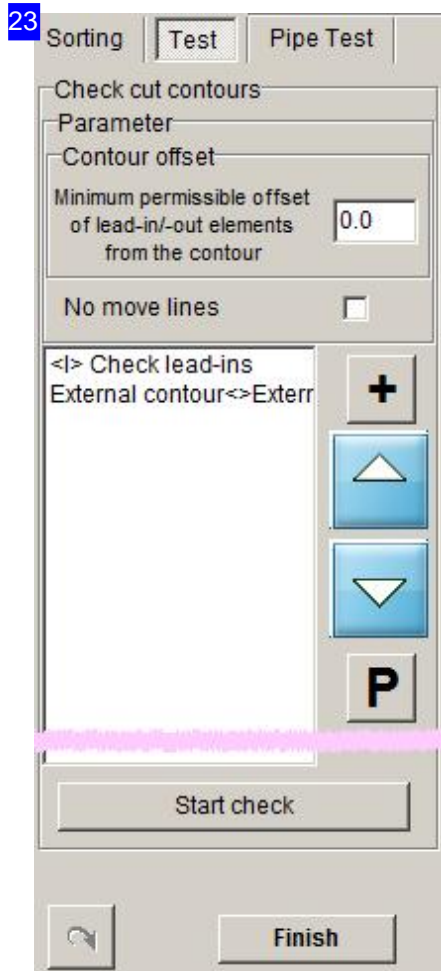 23
Sorting Test Pipe Test
Check cut contours
Parameter
Contour offset
Minimum permissible offset
of lead-in/-out elements
from the contour
0.0
No move lines
<I> Check lead-ins
External contour<>Exterr
+
P
Start check
Finish